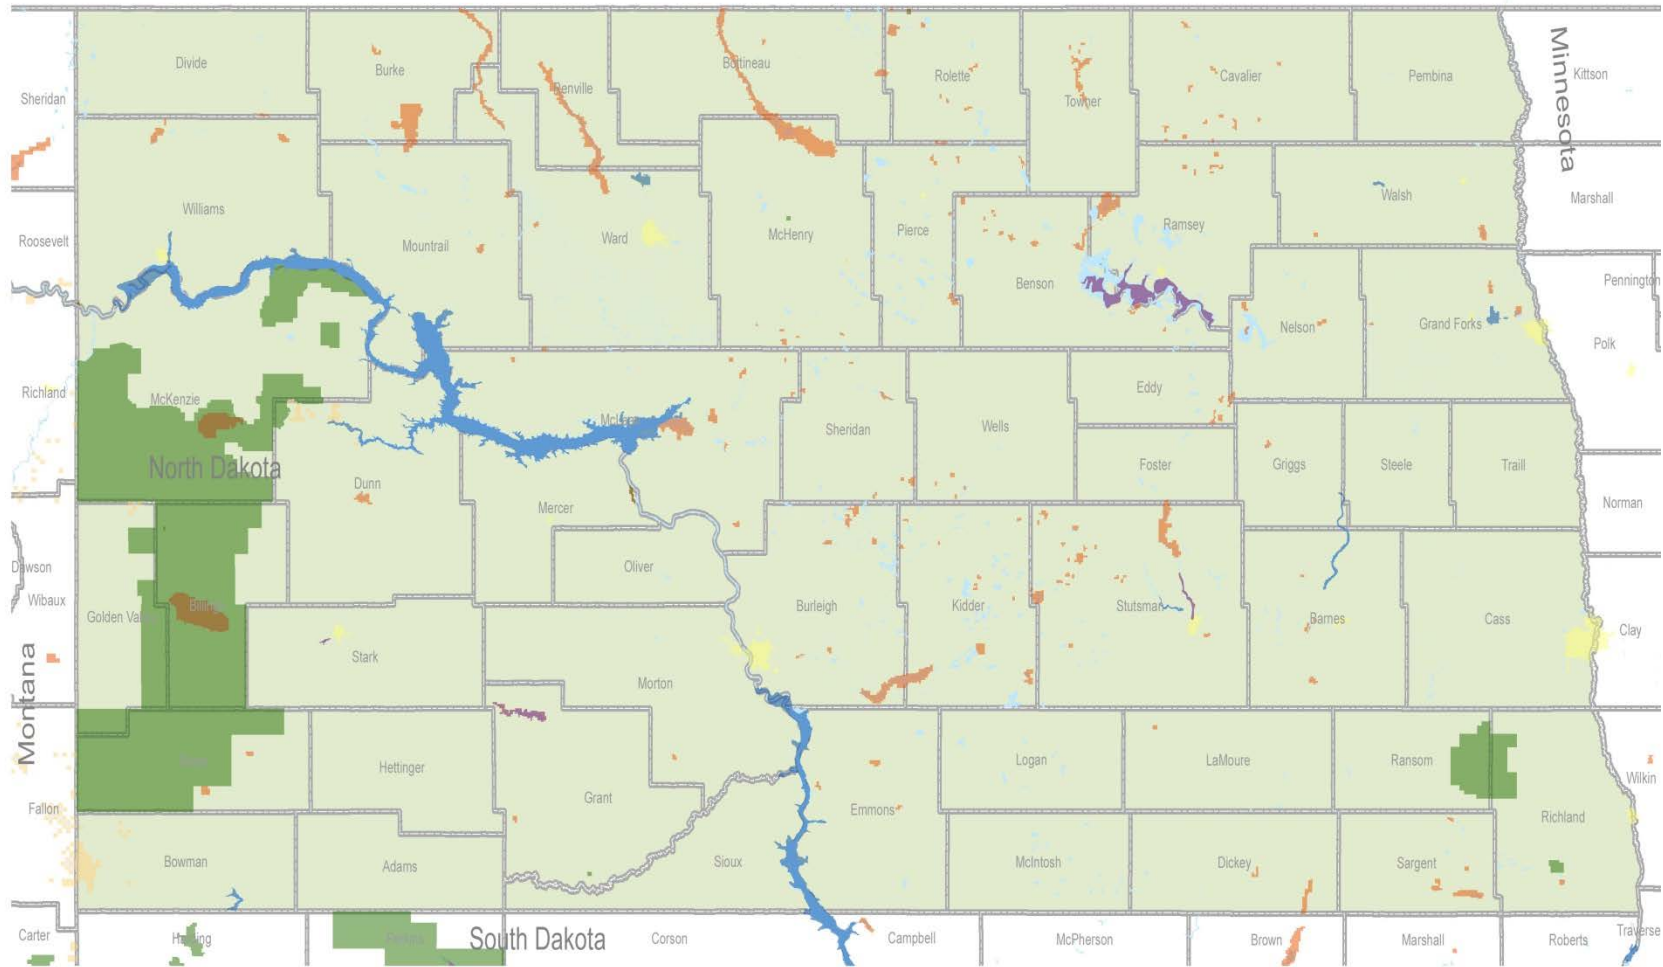 Divide
Burke
Renville
Bottineau
Rolette
Towner
Cavalier
Pembina
Minnesota
Kittson
Sheridan
Williams
Mountrail
Ward
McHenry
Pierce
Benson
Ramsey
Walsh
Marshall
Roosevelt
Nelson
Grand Forks
Pennington
Polk
Richland
McKenzie
Sheridan
Wells
Eddy
Foster
Griggs
Steele
Traill
Norman
North Dakota
Dunn
Mercer
Oliver
Dawson
Wibaux
Golden Valley
Billings
Stark
Morton
Burleigh
Kidder
Stutsman
Barnes
Cass
Clay
Montana
Fallon
Hettinger
Grant
Emmons
Logan
LaMoure
Ransom
Richland
Wilkin
Bowman
Adams
Sioux
McIntosh
Dickey
Sargent
Carter
Harding
Perkins
South Dakota
Corson
Campbell
McPherson
Brown
Marshall
Roberts
Traverse